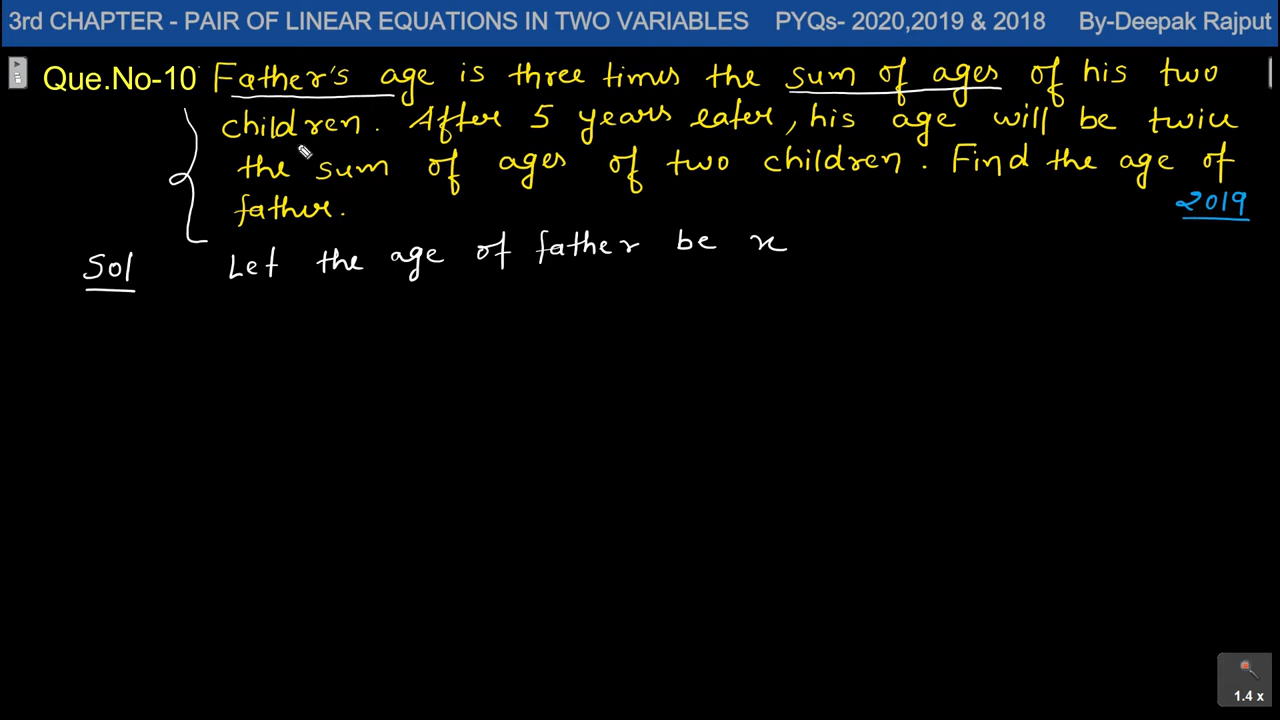 3rd CHAPTER - PAIR OF LINEAR EQUATIONS IN TWO VARIABLES PYQs- 2020,2019 & 2018 By-Deepak Rajput
Que.No-10 Father's age is three times the sum of ages of his two
children. After 5 years later, his age will be twice
the sum of ages of two children. Find the age of
father.
2019
Sol Let the age of father be x
1.4 x